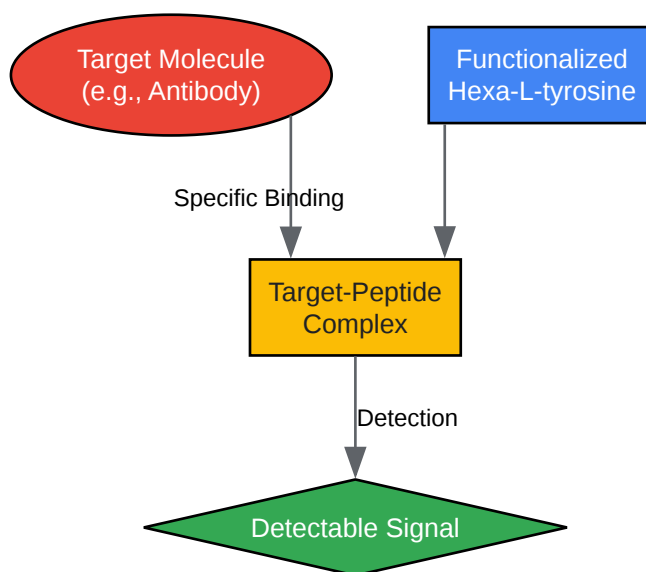 Target Molecule
(e.g., Antibody)
Functionalized
Hexa-L-tyrosine
Specific Binding
Target-Peptide
Complex
Detection
Detectable Signal